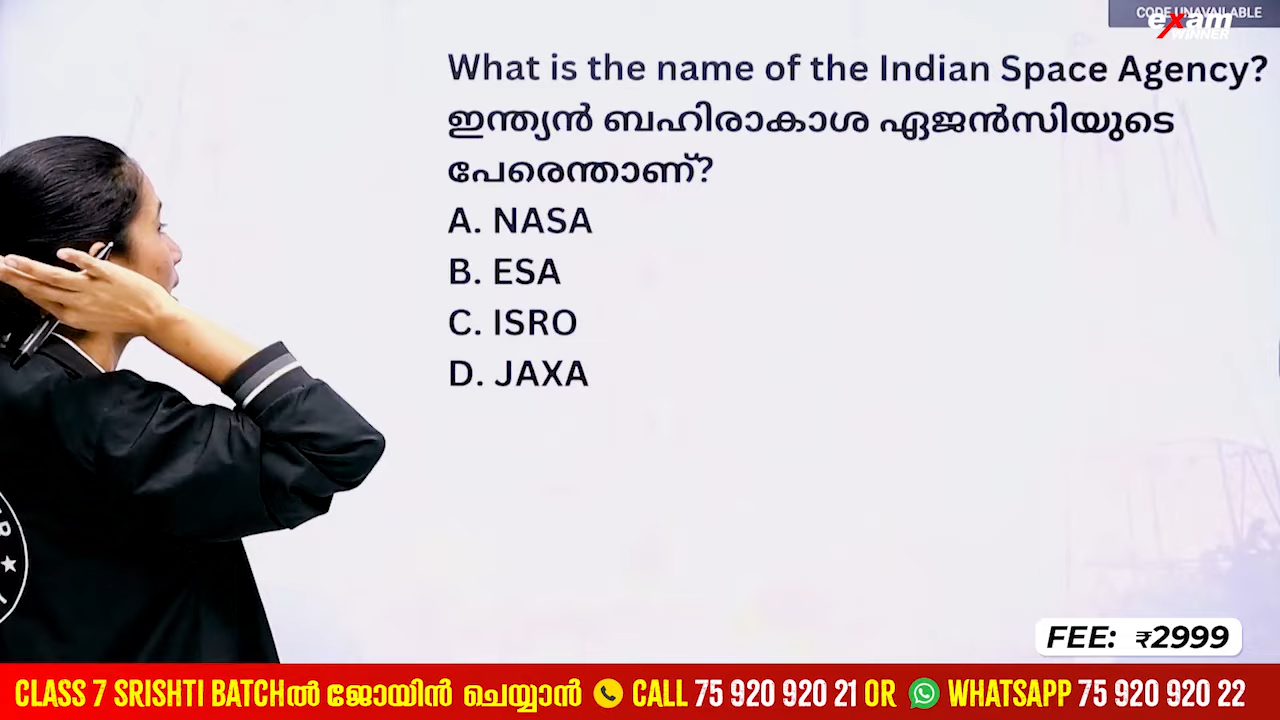 CODE UNAVAILABLE
exam
WINNER
What is the name of the Indian Space Agency?
ഇന്ത്യൻ ബഹിരാകാശ ഏജൻസിയുടെ
പേരെന്താണ്?
A. NASA
B. ESA
C. ISRO
D. JAXA
FEE: ₹2999
CLASS 7 SRISHTI BATCHൽ ജോയിൻ ചെയ്യാൻ CALL 75 920 920 21 OR WHATSAPP 75 920 920 22